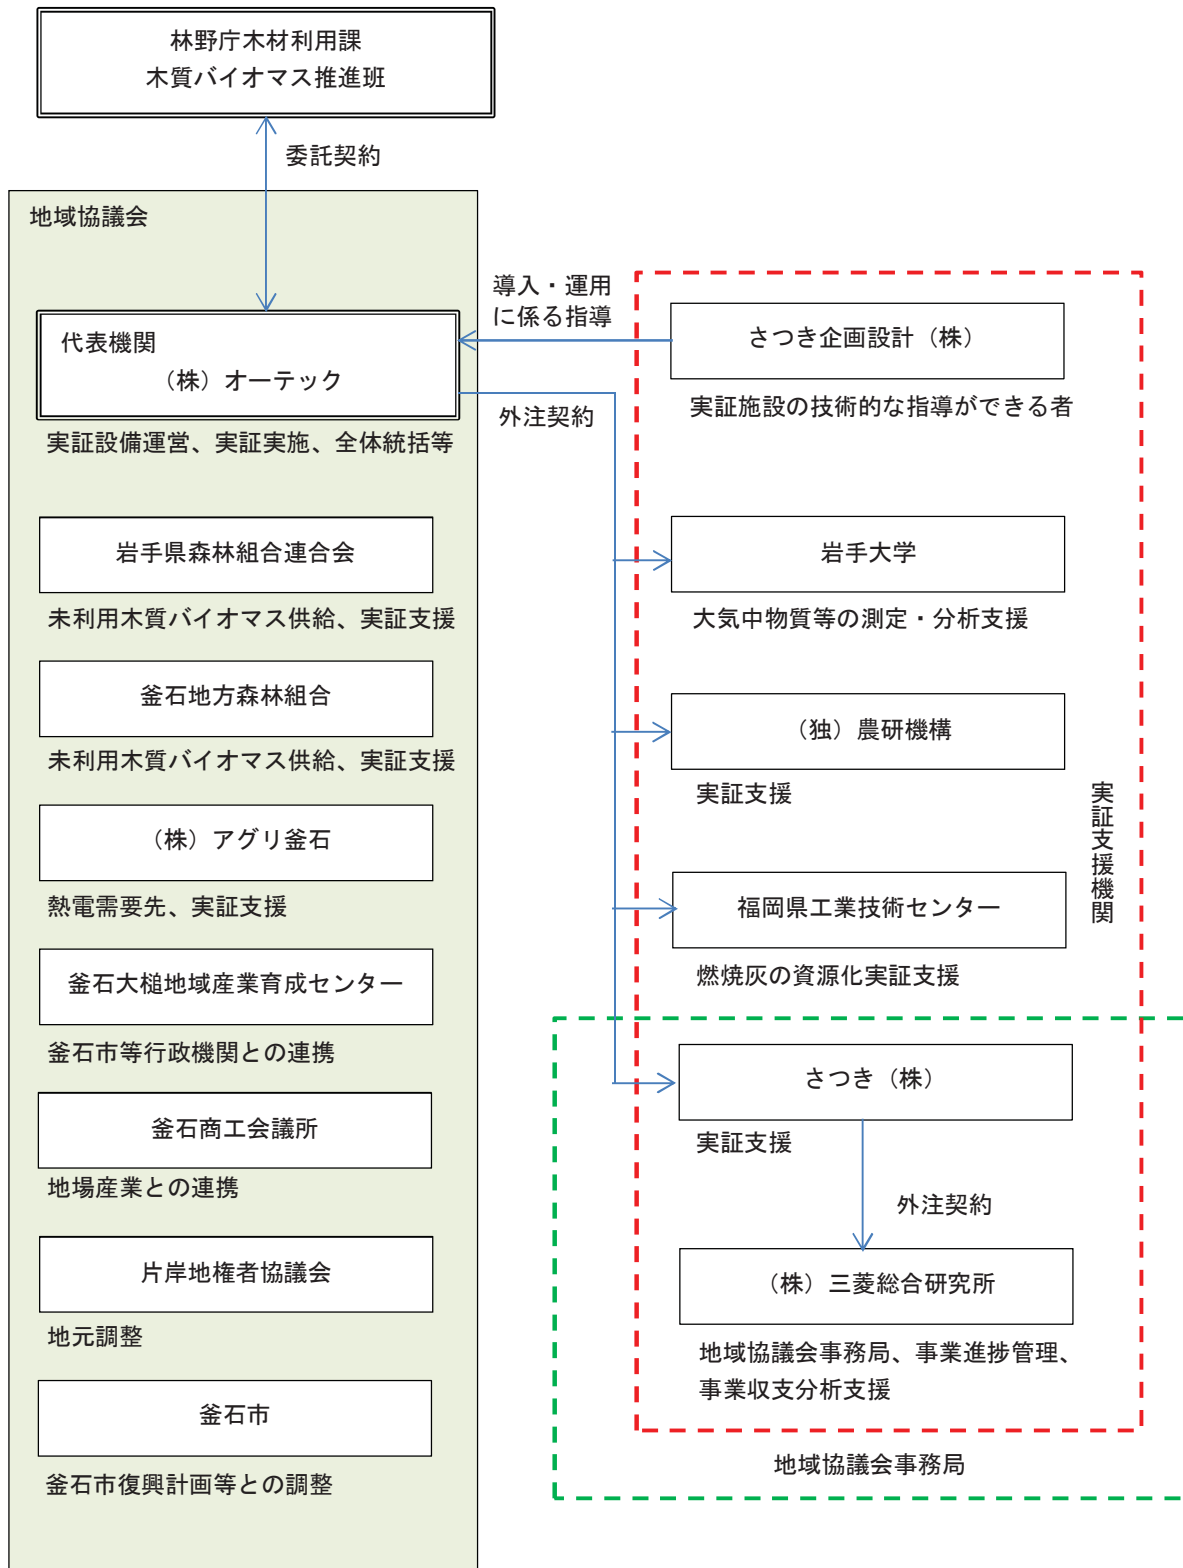 林野庁木材利用課
木質バイオマス推進班
委託契約
地域協議会
代表機関
（株）オーテック
実証設備運営、実証実施、全体統括等
岩手県森林組合連合会
未利用木質バイオマス供給、実証支援
釜石地方森林組合
未利用木質バイオマス供給、実証支援
（株）アグリ釜石
熱電需要先、実証支援
釜石大槌地域産業育成センター
釜石市等行政機関との連携
釜石商工会議所
地場産業との連携
片岸地権者協議会
地元調整
釜石市
釜石市復興計画等との調整
導入・運用
に係る指導
外注契約
さつき企画設計（株）
実証施設の技術的な指導ができる者
岩手大学
大気中物質等の測定・分析支援
（独）農研機構
実証支援
福岡県工業技術センター
燃焼灰の資源化実証支援
実証支援機関
さつき（株）
実証支援
外注契約
（株）三菱総合研究所
地域協議会事務局、事業進捗管理、
事業収支分析支援
地域協議会事務局